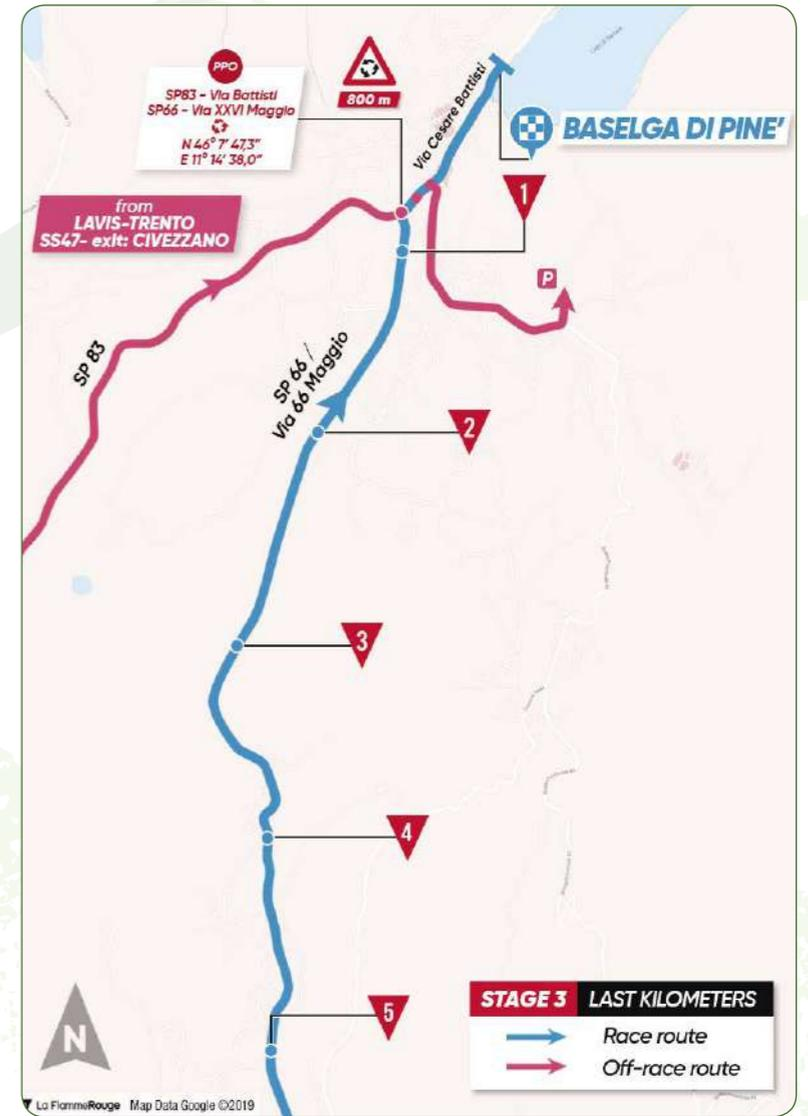 PPO
SP83 - Via Battisti
SP66 - Via XXVI Maggio
N 46° 7' 47,3"
E 11° 14' 38,0"
800 m
Via Cesare Battisti
BASELGA DI PINE'
from
LAVIS-TRENTO
SS47- exit: CIVEZZANO
1
P
SP 83
SP 66 /
Via 66 Maggio
2
3
4
5
N
STAGE 3 LAST KILOMETERS
Race route
Off-race route
La FlammeRouge Map Data Google ©2019